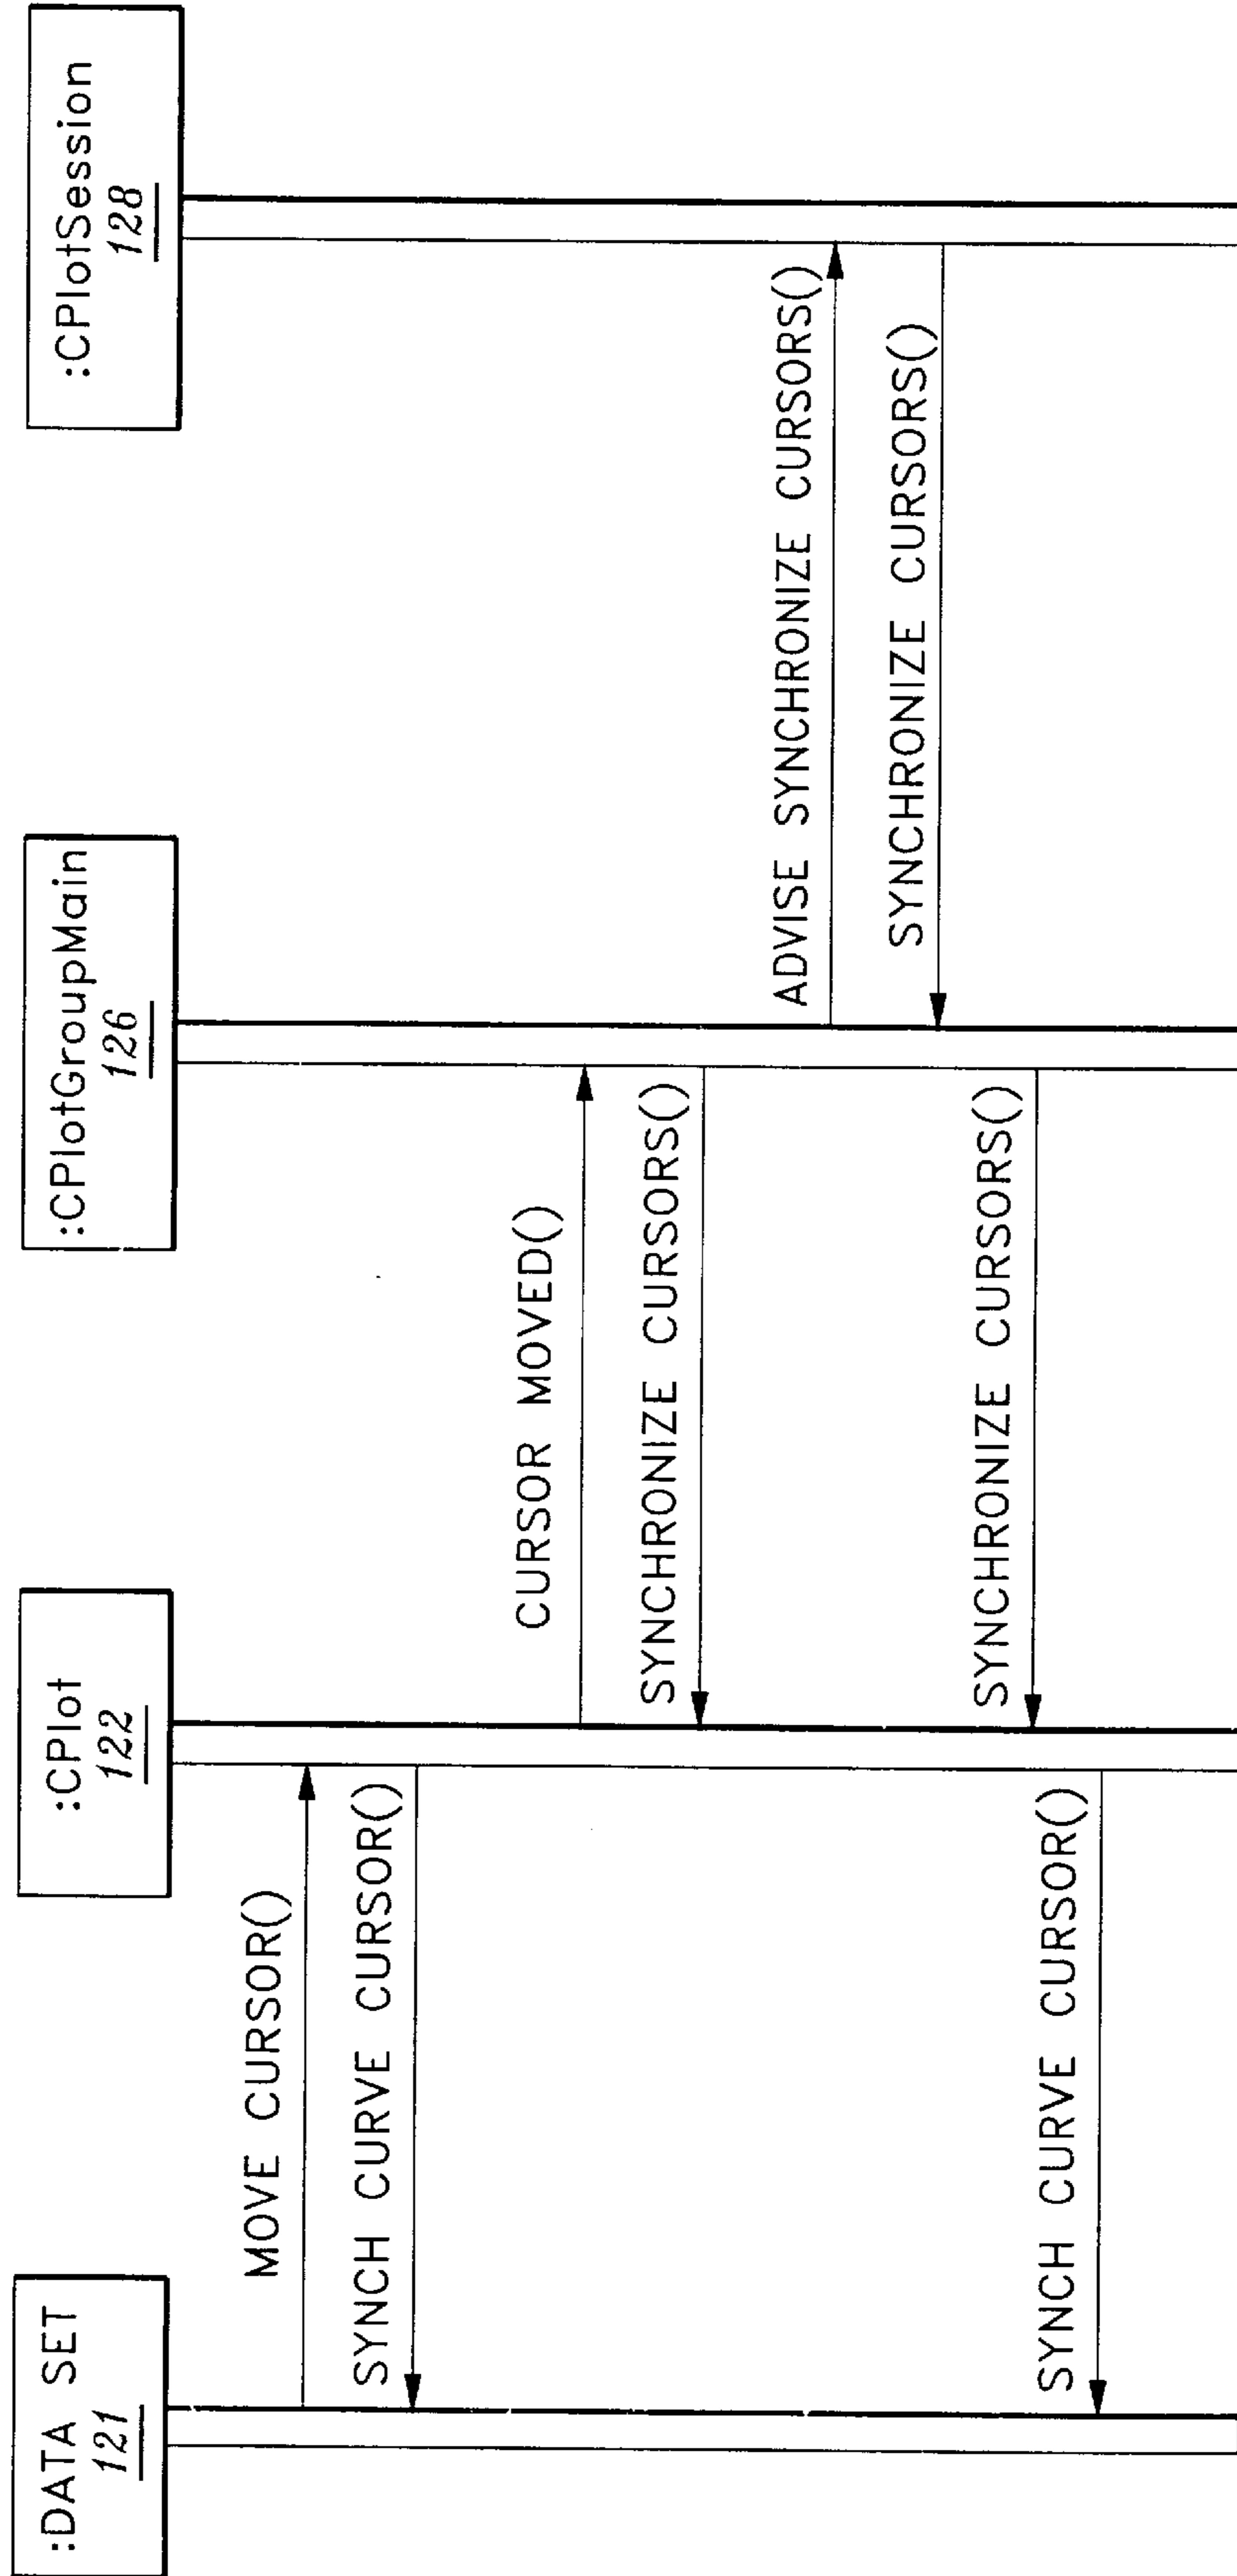 :DATA SET
121
:CPlot
122
:CPlotGroupMain
126
:CPlotSession
128
MOVE CURSOR()
SYNCH CURVE CURSOR()
CURSOR MOVED()
SYNCHRONIZE CURSORS()
ADVISE SYNCHRONIZE CURSORS()
SYNCHRONIZE CURSORS()
SYNCHRONIZE CURSORS()
SYNCH CURVE CURSOR()